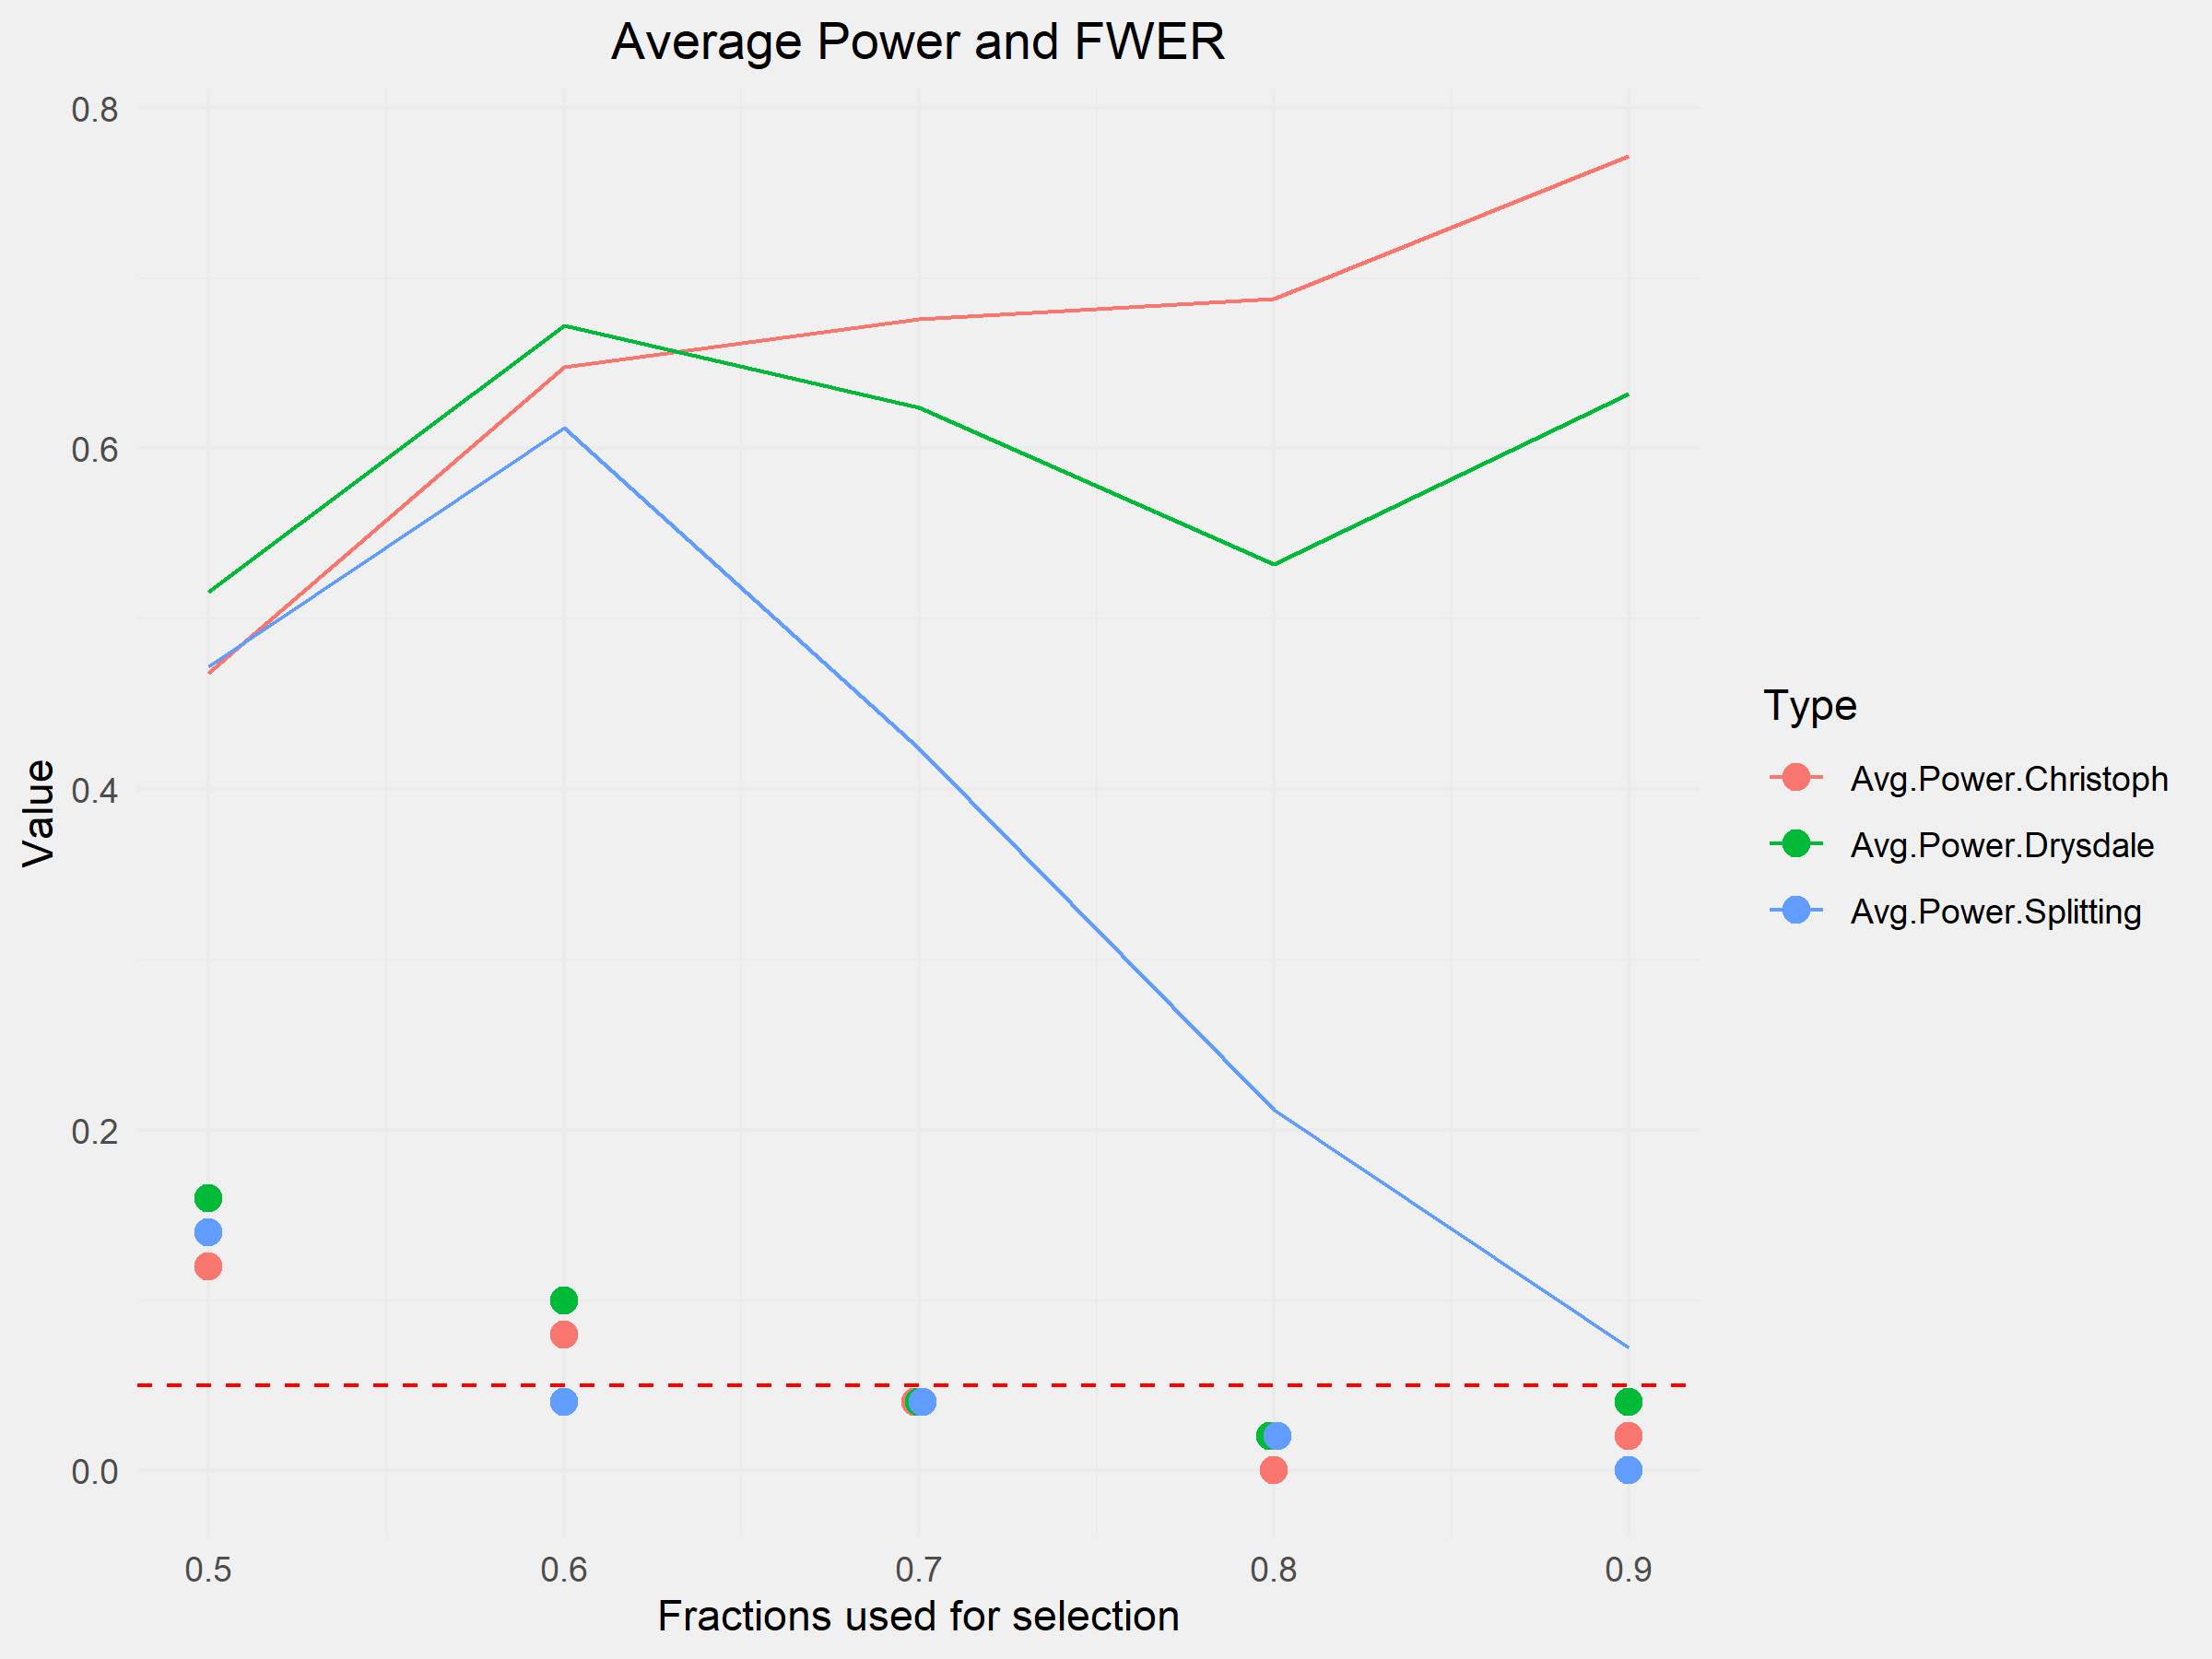 Average Power and FWER
0.8
0.6
0.4
0.2
0.0
Value
0.5 0.6 0.7 0.8 0.9
Fractions used for selection
Type
Avg.Power.Christoph
Avg.Power.Drysdale
Avg.Power.Splitting